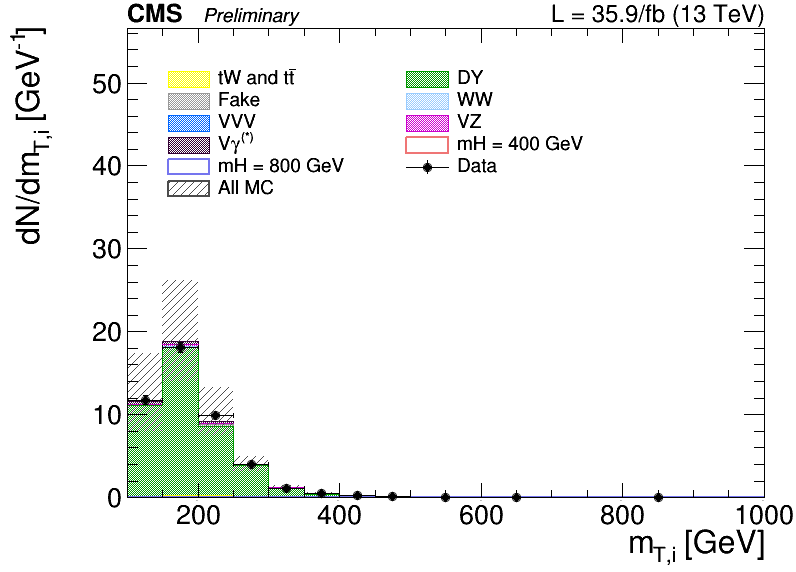 CMS Preliminary L = 35.9/fb (13 TeV)
dN/dm_T,i [GeV⁻¹]
tW and tt̄ DY
Fake WW
VVV VZ
Vγ(*) mH = 400 GeV
mH = 800 GeV Data
All MC
50
40
30
20
10
0
200 400 600 800 1000
m_T,i [GeV]